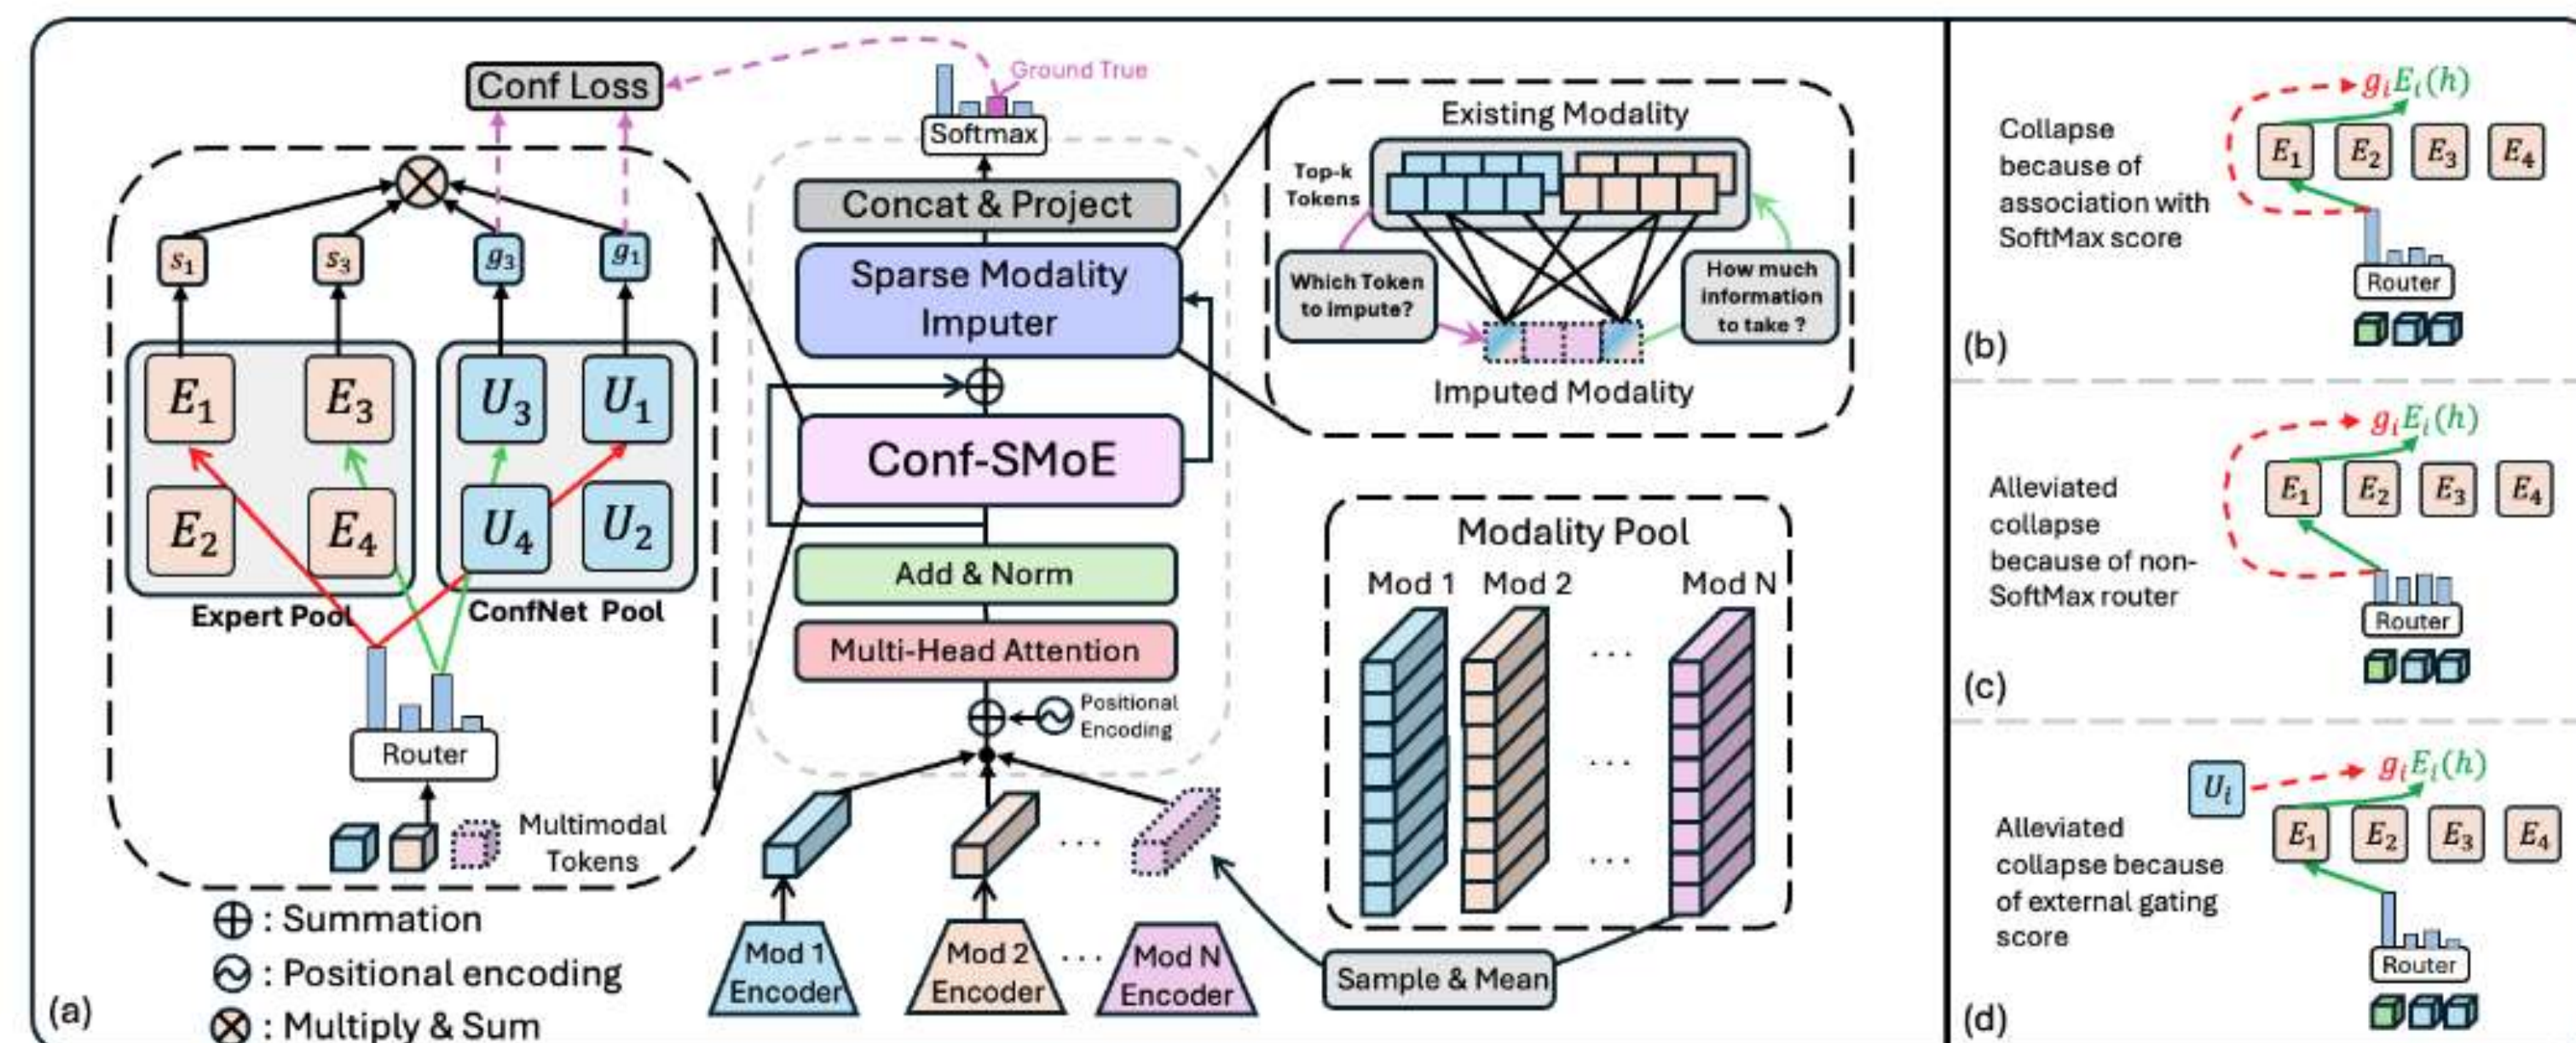 Conf Loss
s₁
s₃
g₃
g₁
E₁
E₃
U₃
U₁
E₂
E₄
U₄
U₂
Expert Pool
ConfNet Pool
Router
Multimodal
Tokens
: Summation
: Positional encoding
: Multiply & Sum
(a)
Ground True
Softmax
Concat & Project
Sparse Modality
Imputer
Conf-SMoE
Add & Norm
Multi-Head Attention
Positional
Encoding
. . .
Mod 1
Encoder
Mod 2
Encoder
. . .
Mod N
Encoder
Existing Modality
Top-k
Tokens
Which Token
to impute?
How much
information
to take ?
Imputed Modality
Modality Pool
Mod 1 Mod 2 Mod N
. . .
. . .
. . .
Sample & Mean
gᵢEᵢ(h)
Collapse
because of
association with
SoftMax score
E₁ E₂ E₃ E₄
Router
(b)
gᵢEᵢ(h)
Alleviated
collapse
because of non-
SoftMax router
E₁ E₂ E₃ E₄
Router
(c)
gᵢEᵢ(h)
Uᵢ
Alleviated
collapse because
of external gating
score
E₁ E₂ E₃ E₄
Router
(d)